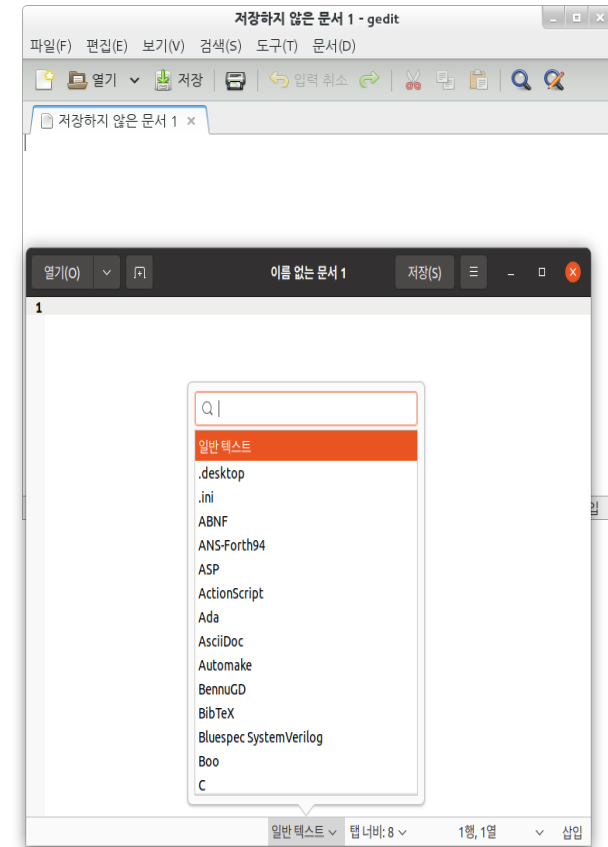 저장하지 않은 문서 1 - gedit
파일(F) 편집(E) 보기(V) 검색(S) 도구(T) 문서(D)
열기 저장 입력 취소
저장하지 않은 문서 1
열기(O) 이름 없는 문서 1 저장(S)
1
일반 텍스트
.desktop
.ini
ABNF
ANS-Forth94
ASP
ActionScript
Ada
AsciiDoc
Automake
BennuGD
BibTeX
Bluespec SystemVerilog
Boo
C
일반 텍스트 탭 너비: 8 1행, 1열 삽입